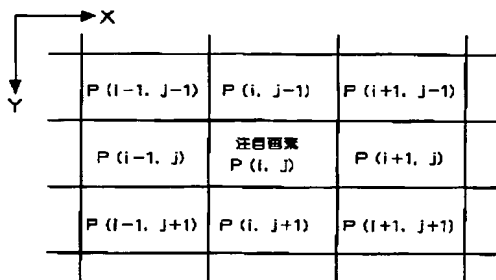 X
Y
P (i-1, j-1) P (i, j-1) P (i+1, j-1)
注目画素
P (i-1, j) P (i, j) P (i+1, j)
P (i-1, j+1) P (i, j+1) P (i+1, j+1)